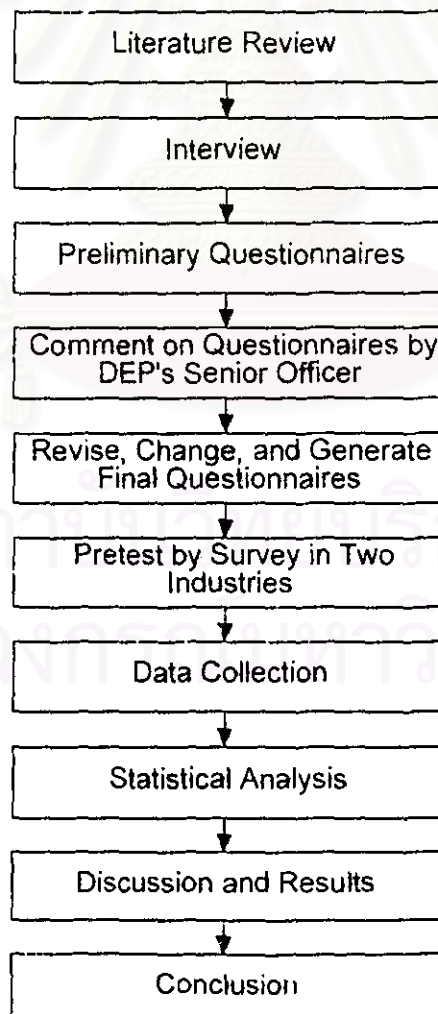 Literature Review
Interview
Preliminary Questionnaires
Comment on Questionnaires by
DEP's Senior Officer
Revise, Change, and Generate
Final Questionnaires
Pretest by Survey in Two
Industries
Data Collection
Statistical Analysis
Discussion and Results
Conclusion